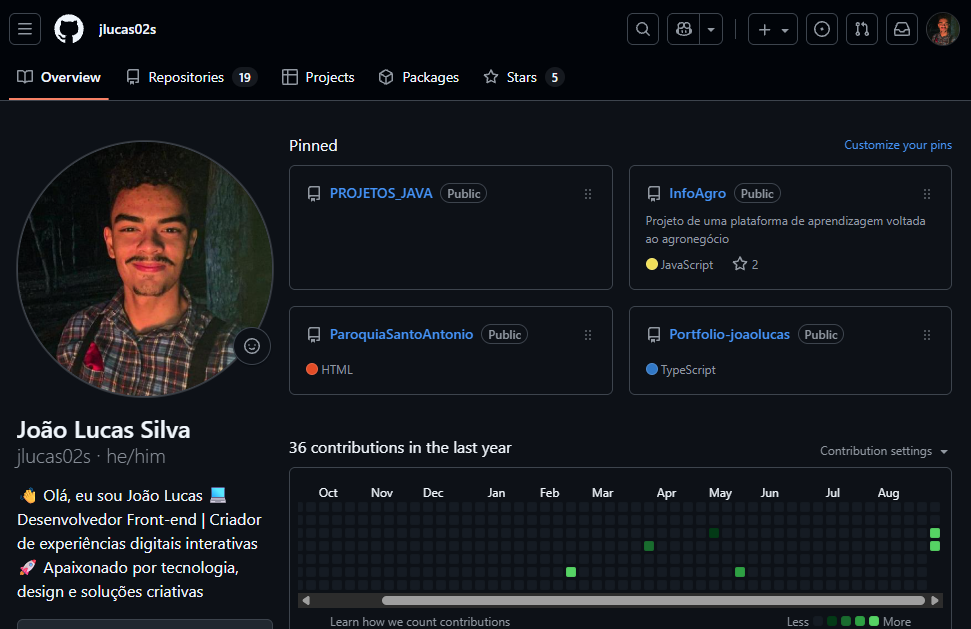 jlucas02s
Overview
Repositories 19
Projects
Packages
Stars 5
Pinned
Customize your pins
PROJETOS_JAVA Public
InfoAgro Public
Projeto de uma plataforma de aprendizagem voltada
ao agronegócio
JavaScript 2
ParoquiaSantoAntonio Public
HTML
Portfolio-joaolucas Public
TypeScript
João Lucas Silva
jlucas02s · he/him
👋 Olá, eu sou João Lucas 💻
Desenvolvedor Front-end | Criador
de experiências digitais interativas
🚀 Apaixonado por tecnologia,
design e soluções criativas
36 contributions in the last year
Contribution settings
Oct Nov Dec Jan Feb Mar Apr May Jun Jul Aug
Learn how we count contributions
Less More